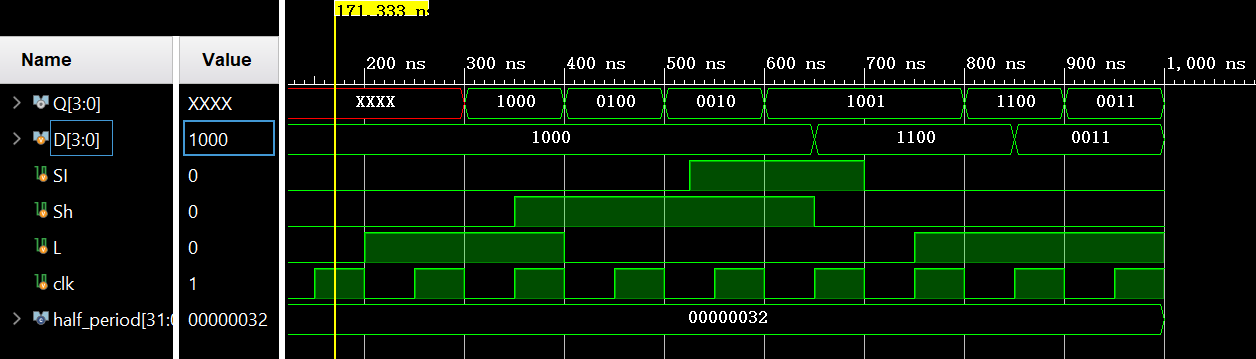 171.333 ns
Name Value
200 ns 300 ns 400 ns 500 ns 600 ns 700 ns 800 ns 900 ns 1,000 ns
Q[3:0] XXXX XXXX 1000 0100 0010 1001 1100 0011
D[3:0] 1000 1000 1100 0011
SI 0
Sh 0
L 0
clk 1
half_period[31:0 00000032 00000032